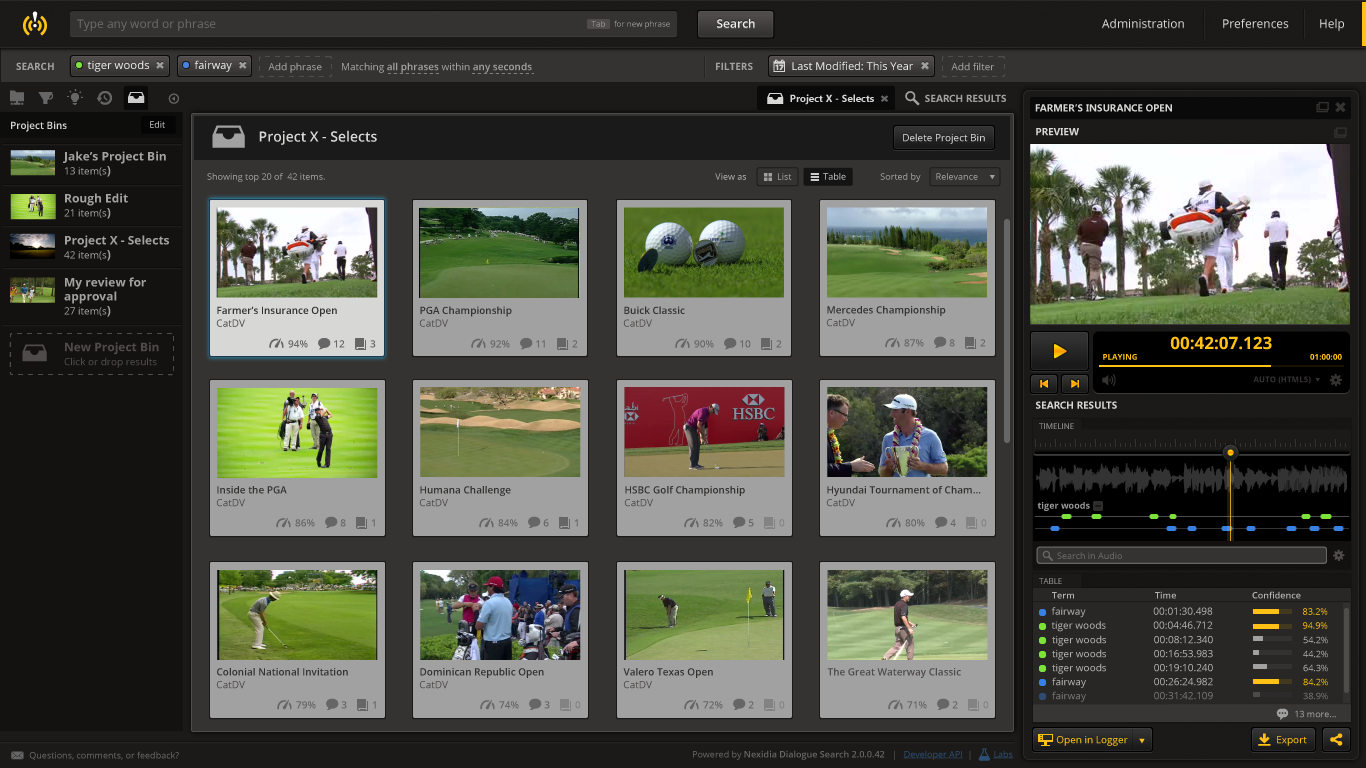 Type any word or phrase
Tab for new phrase
Search
Administration
Preferences
Help
SEARCH
tiger woods
fairway
Add phrase
Matching all phrases within any seconds
FILTERS
17 Last Modified: This Year
Add filter
Project X - Selects
SEARCH RESULTS
Project Bins
Edit
Jake's Project Bin
13 item(s)
Rough Edit
21 item(s)
Project X - Selects
42 item(s)
My review for
approval
27 item(s)
New Project Bin
Click or drop results
Project X - Selects
Delete Project Bin
Showing top 20 of 42 items.
View as
List
Table
Sorted by
Relevance
Farmer's Insurance Open
CatDV
94% 12 3
PGA Championship
CatDV
92% 11 2
Buick Classic
CatDV
90% 10 2
Mercedes Championship
CatDV
87% 8 2
Inside the PGA
CatDV
86% 8 1
Humana Challenge
CatDV
84% 6 1
HSBC
HSBC Golf Championship
CatDV
82% 5 0
Hyundai Tournament of Cham...
CatDV
80% 4 0
Colonial National Invitation
CatDV
79% 3 1
Dominican Republic Open
CatDV
74% 3 0
Valero Texas Open
CatDV
72% 2 0
The Great Waterway Classic
71% 2 0
FARMER'S INSURANCE OPEN
PREVIEW
00:42:07.123
PLAYING
01:00:00
AUTO (HTML5)
SEARCH RESULTS
TIMELINE
tiger woods
Search in Audio
TABLE
Term Time Confidence
fairway 00:01:30.498 83.2%
tiger woods 00:04:46.712 94.9%
tiger woods 00:08:12.340 54.2%
tiger woods 00:16:53.983 44.2%
tiger woods 00:19:10.240 64.3%
fairway 00:26:24.982 84.2%
fairway 00:31:42.109 38.9%
13 more...
Open in Logger
Export
Questions, comments, or feedback?
Powered by Nexidia Dialogue Search 2.0.0.42 | Developer API | Labs